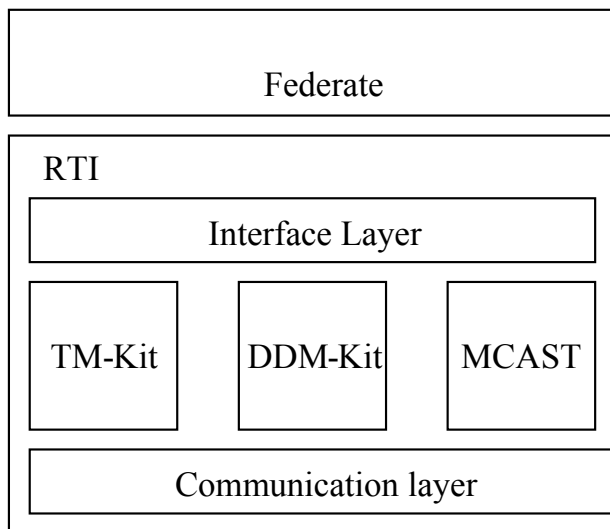 Federate
RTI
Interface Layer
TM-Kit DDM-Kit MCAST
Communication layer